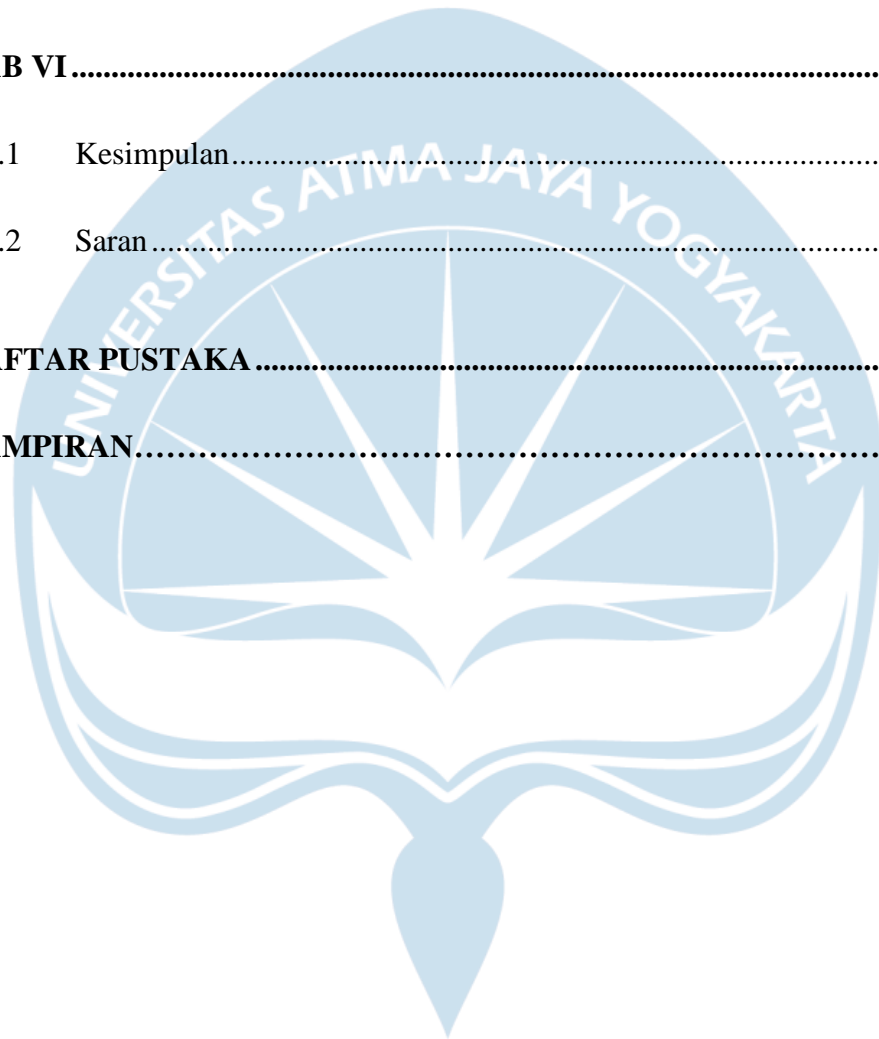 B VI................................................................................................
.1 Kesimpulan................................................................................
.2 Saran..........................................................................................
FTAR PUSTAKA..............................................................................
MPIRAN………………………………………………………………….
UNIVERSITAS ATMA JAYA YOGYAKARTA